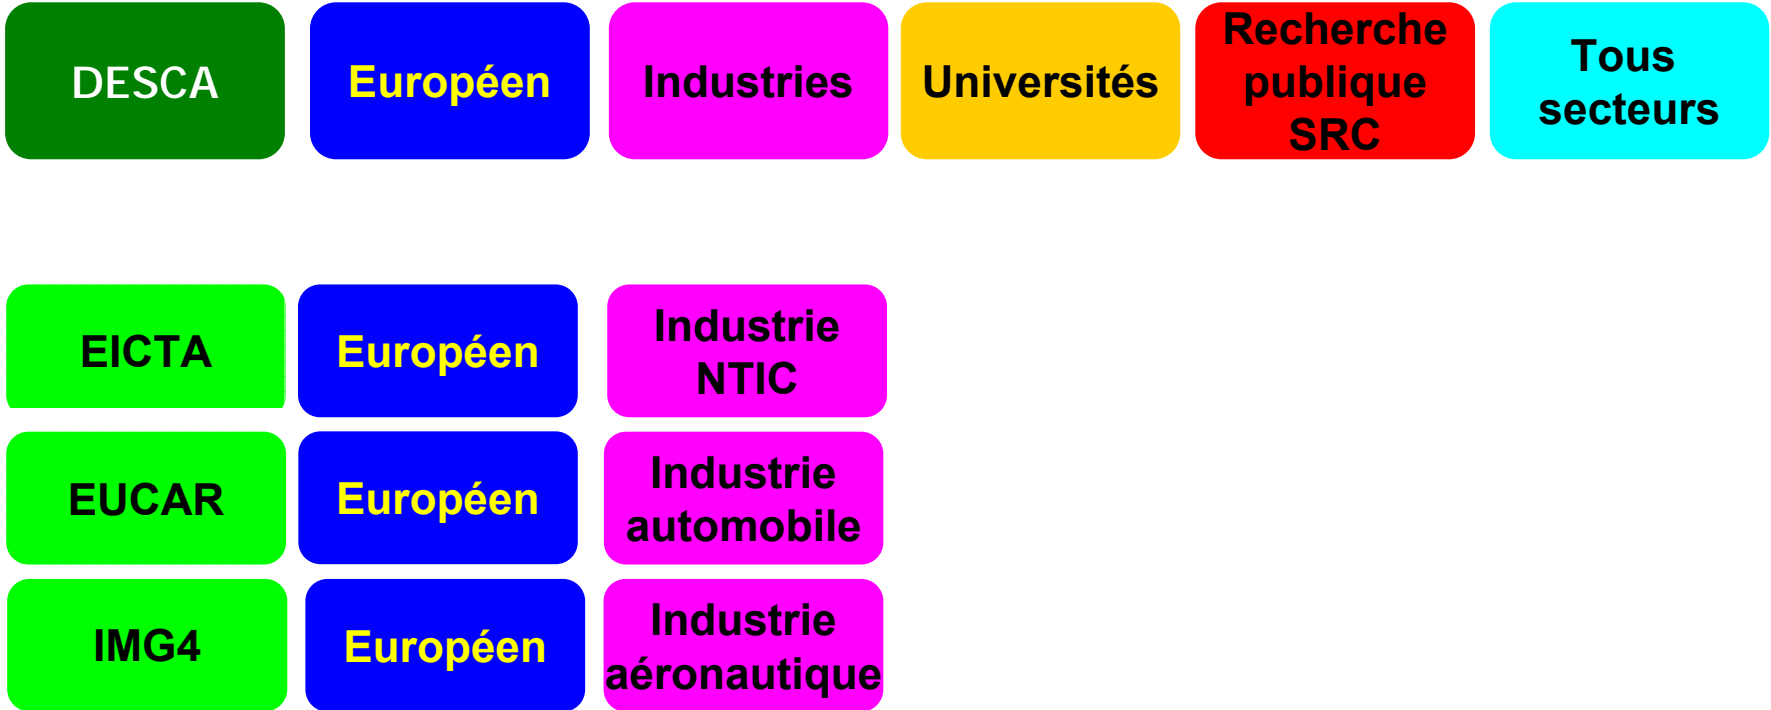 DESCA
Européen
Industries
Universités
Recherche
publique
SRC
Tous
secteurs
EICTA
Européen
Industrie
NTIC
EUCAR
Européen
Industrie
automobile
IMG4
Européen
Industrie
aéronautique